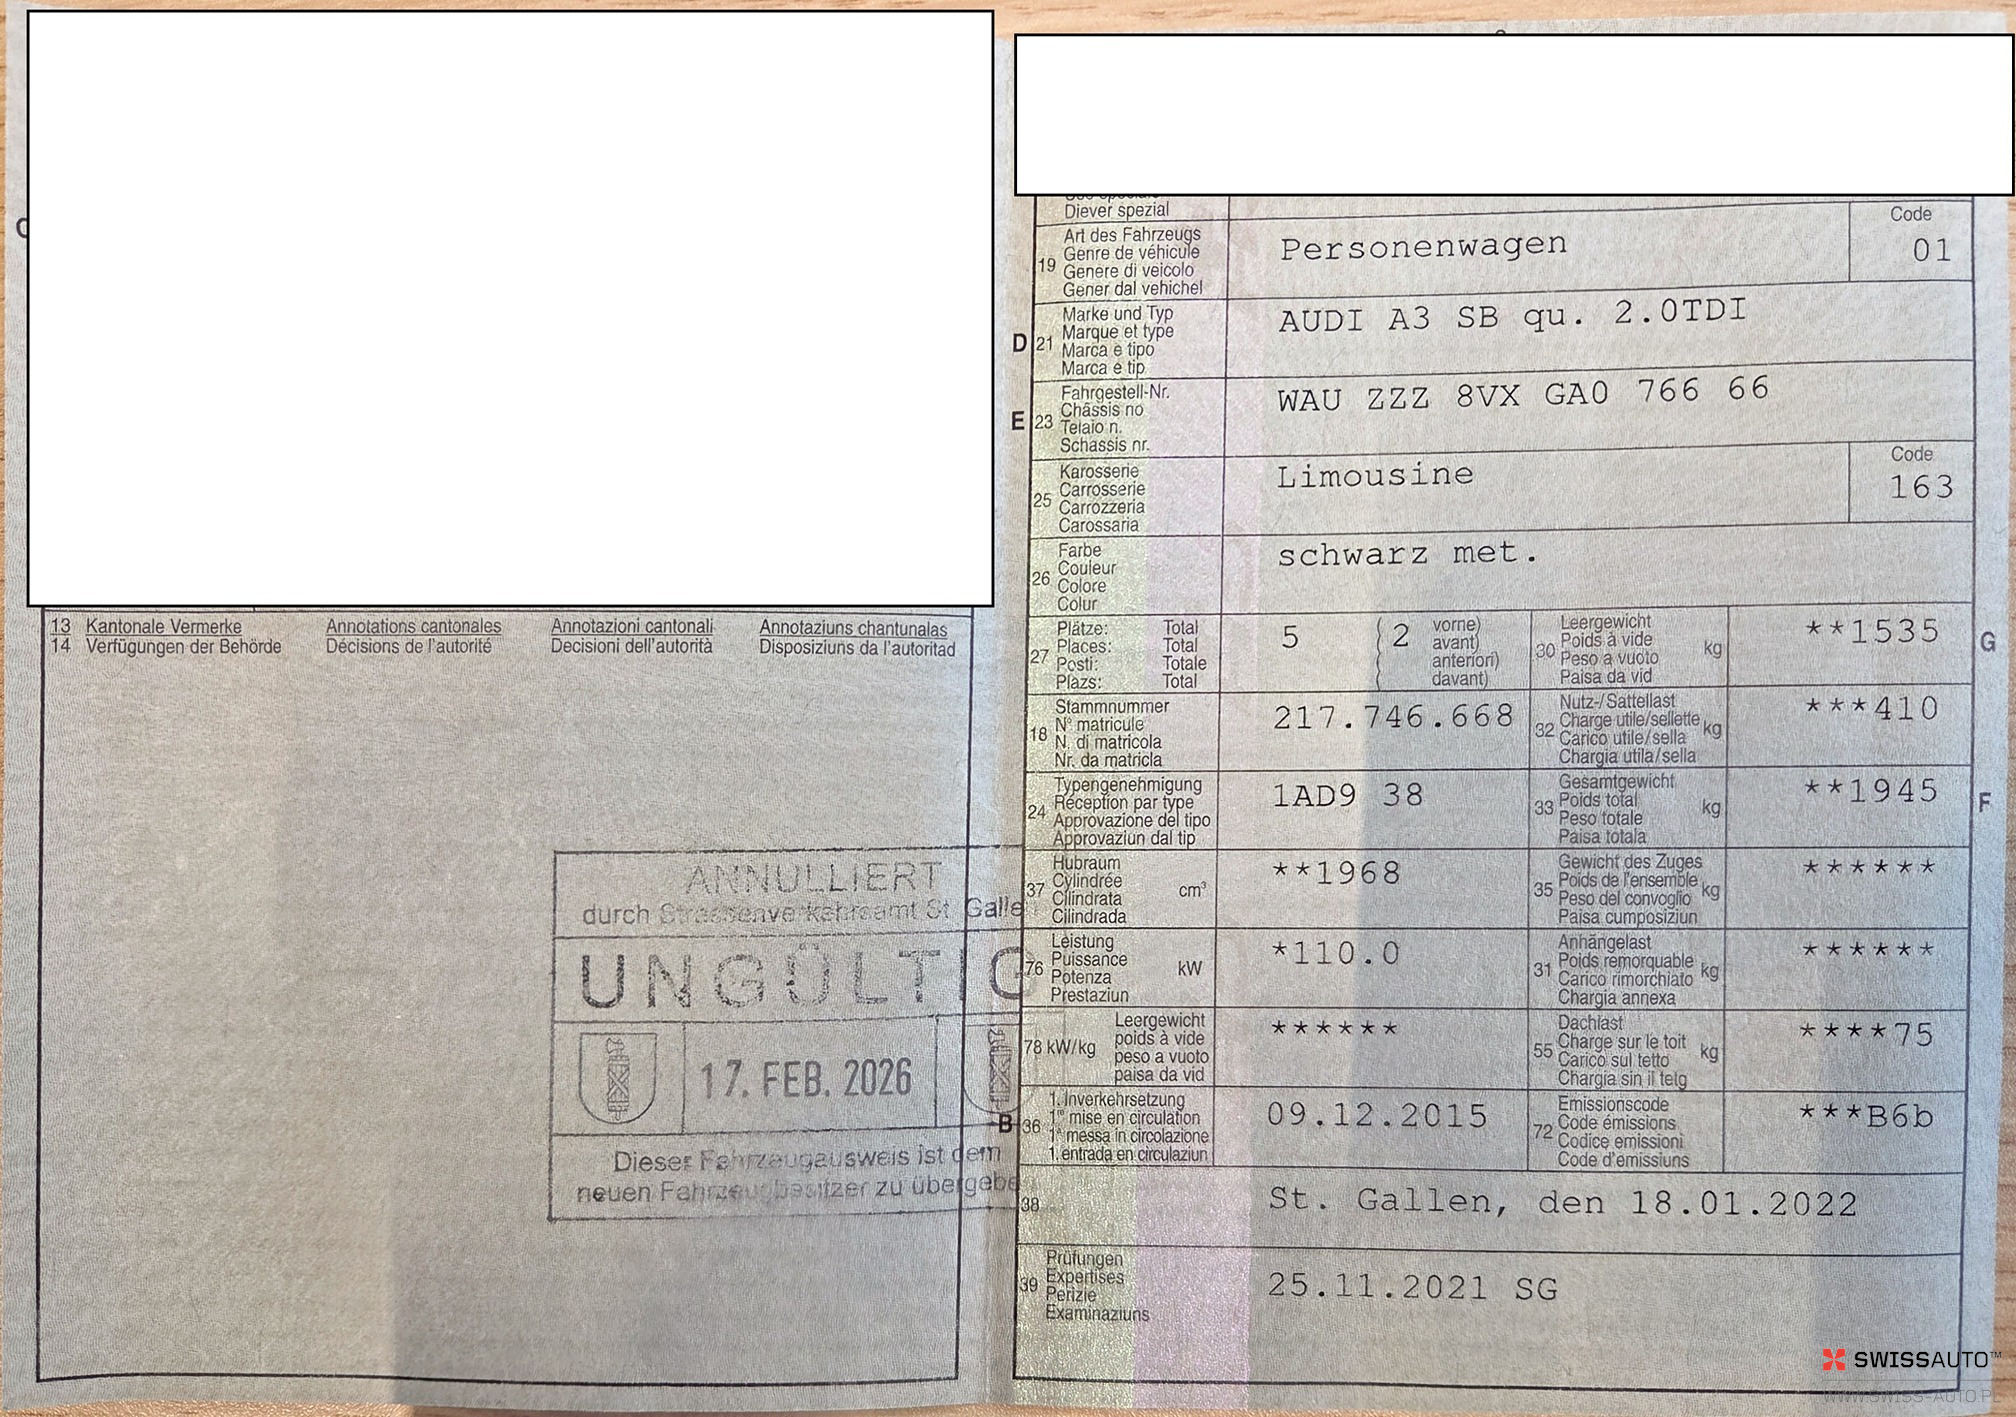 C
13 Kantonale Vermerke Annotations cantonales Annotazioni cantonali Annotaziuns chantunalas
14 Verfügungen der Behörde Décisions de l'autorité Decisioni dell'autorità Disposiziuns da l'autoritad
ANNULLIERT
durch Strassenverkehrsamt St. Galle
UNGÜLTIG
17. FEB. 2026
Dieser Fahrzeugausweis ist dem
neuen Fahrzeugbesitzer zu übergebe
Diever spezial
19 Art des Fahrzeugs
Genre de véhicule
Genere di veicolo
Gener dal vehichel
Personenwagen
Code
01
D 21 Marke und Typ
Marque et type
Marca e tipo
Marca e tip
AUDI A3 SB qu. 2.0TDI
E 23 Fahrgestell-Nr.
Châssis no
Telaio n.
Schassis nr.
WAU ZZZ 8VX GA0 766 66
25 Karosserie
Carrosserie
Carrozzeria
Carossaria
Limousine
Code
163
26 Farbe
Couleur
Colore
Colur
schwarz met.
27 Plätze: Total
Places: Total
Posti: Totale
Plazs: Total
5
( 2 vorne)
avant)
anteriori)
( davant)
30 Leergewicht
Poids à vide
Peso a vuoto
Paisa da vid
kg
**1535
G
18 Stammnummer
N° matricule
N. di matricola
Nr. da matricla
217.746.668
32 Nutz-/Sattellast
Charge utile/sellette
Carico utile/sella
Chargia utila/sella
kg
***410
24 Typengenehmigung
Réception par type
Approvazione del tipo
Approvaziun dal tip
1AD9 38
33 Gesamtgewicht
Poids total
Peso totale
Paisa totala
kg
**1945
F
37 Hubraum
Cylindrée
Cilindrata
Cilindrada
cm³
**1968
35 Gewicht des Zuges
Poids de l'ensemble
Peso del convoglio
Paisa cumposiziun
kg
******
76 Leistung
Puissance
Potenza
Prestaziun
kW
*110.0
31 Anhängelast
Poids remorquable
Carico rimorchiato
Chargia annexa
kg
******
78 kW/kg Leergewicht
poids à vide
peso a vuoto
paisa da vid
******
55 Dachlast
Charge sur le toit
Carico sul tetto
Chargia sin il tetg
kg
****75
B 36 1. Inverkehrsetzung
1re mise en circulation
1a messa in circolazione
1. entrada en circulaziun
09.12.2015
72 Emissionscode
Code émissions
Codice emissioni
Code d'emissiuns
***B6b
38
St. Gallen, den 18.01.2022
39 Prüfungen
Expertises
Perizie
Examinaziuns
25.11.2021 SG
SWISSAUTO™
WWW.SWISS-AUTO.P